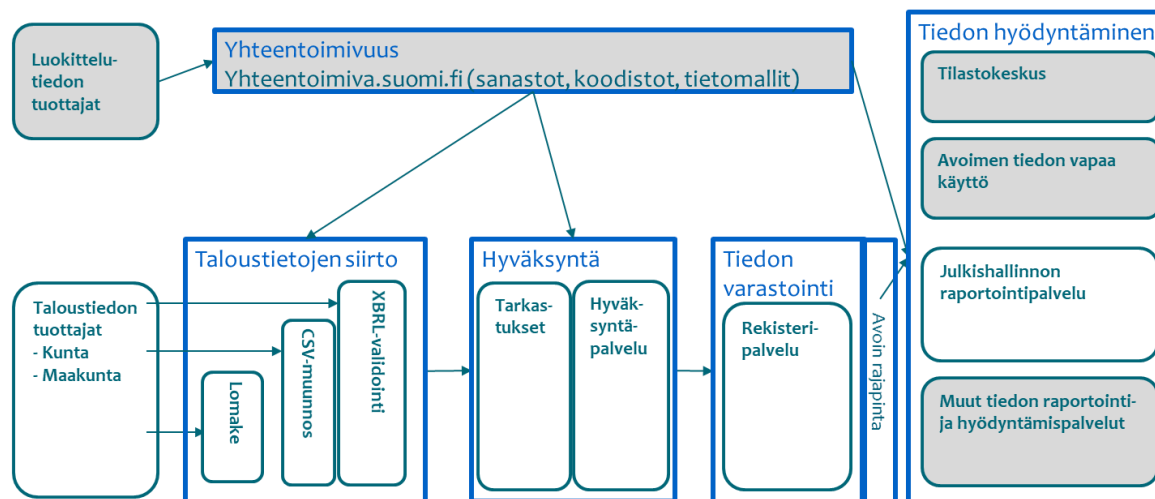 Luokittelu-
tiedon
tuottajat
Yhteentoimivuus
Yhteentoimiva.suomi.fi (sanastot, koodistot, tietomallit)
Tiedon hyödyntäminen
Tilastokeskus
Avoimen tiedon vapaa
käyttö
Julkishallinnon
raportointipalvelu
Muut tiedon raportointi-
ja hyödyntämispalvelut
Taloustiedon
tuottajat
- Kunta
- Maakunta
Taloustietojen siirto
Lomake
CSV-muunnos
XBRL-validointi
Hyväksyntä
Tarkas-
tukset
Hyväk-
syntä-
palvelu
Tiedon
varastointi
Rekisteri-
palvelu
Avoin rajapinta